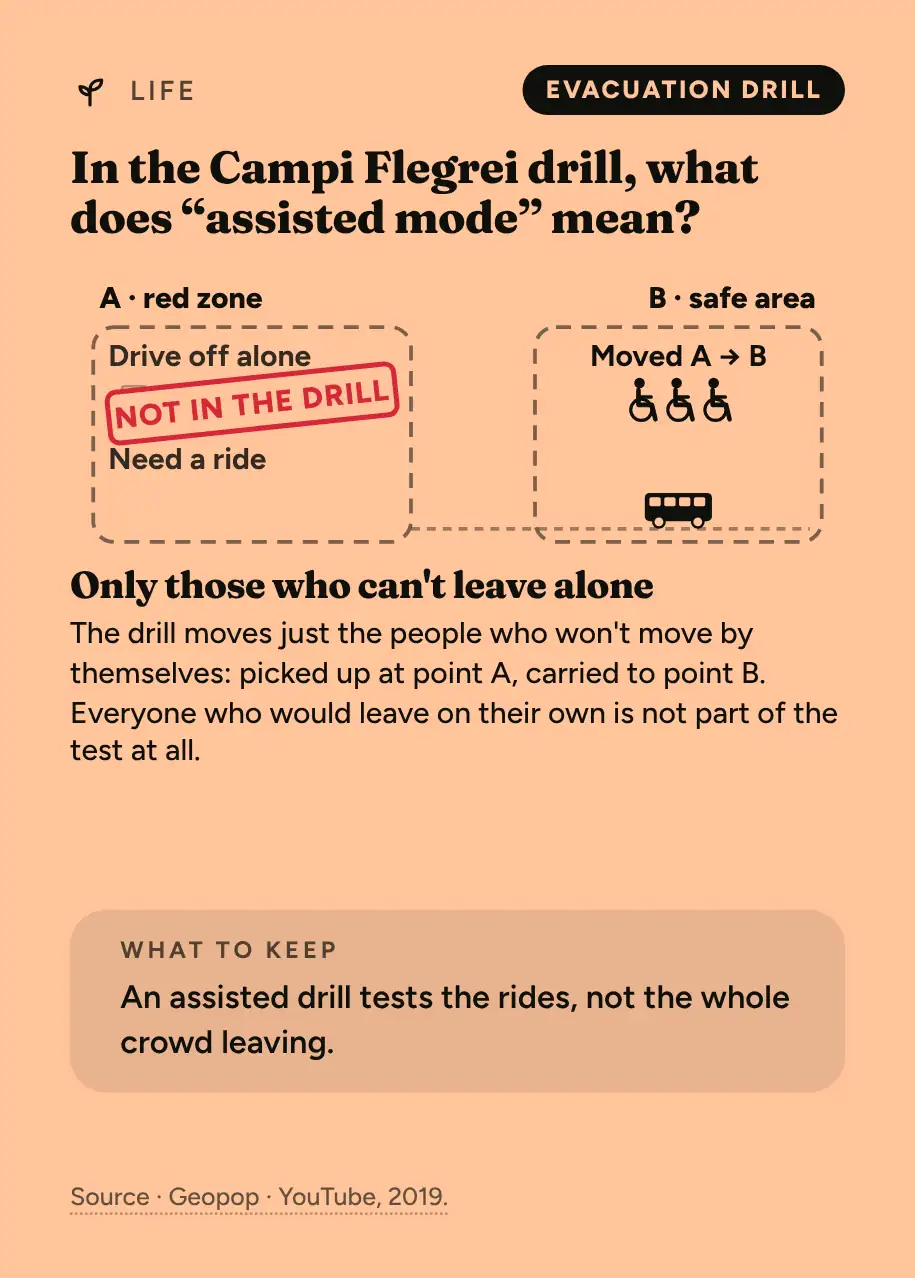 LIFE
EVACUATION DRILL
In the Campi Flegrei drill, what
does “assisted mode” mean?
A · red zone
B · safe area
Drive off alone
NOT IN THE DRILL
Need a ride
Moved A → B
Only those who can't leave alone
The drill moves just the people who won't move by
themselves: picked up at point A, carried to point B.
Everyone who would leave on their own is not part of the
test at all.
WHAT TO KEEP
An assisted drill tests the rides, not the whole
crowd leaving.
Source · Geopop · YouTube, 2019.